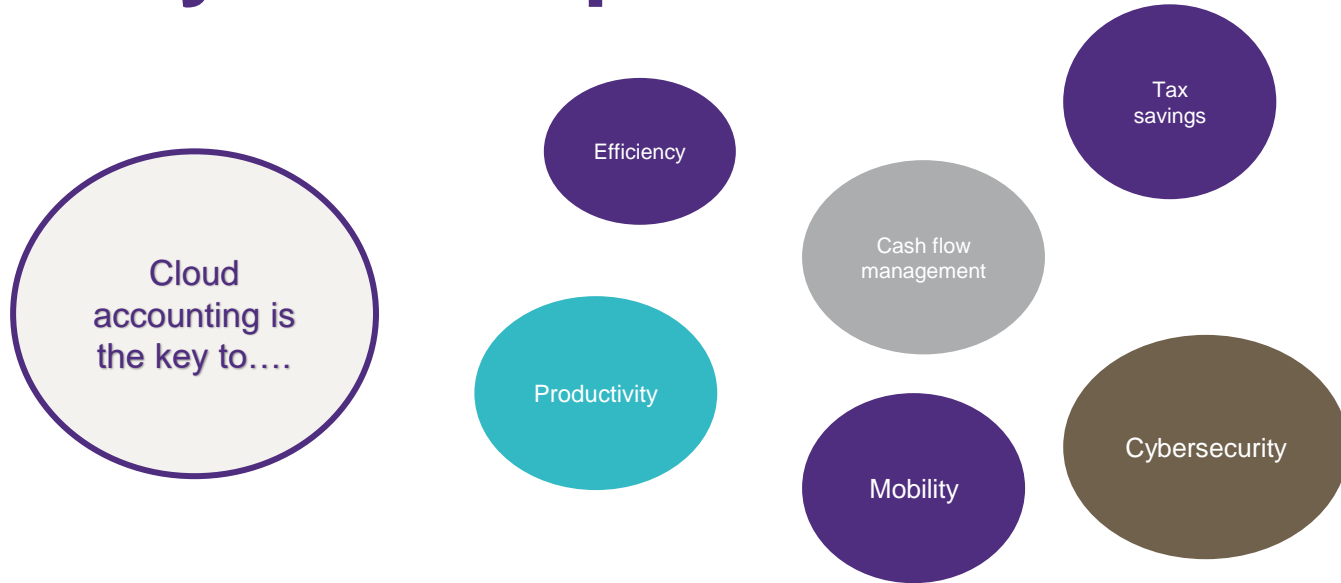 Cloud
accounting is
the key to….
Efficiency
Tax
savings
Cash flow
management
Productivity
Mobility
Cybersecurity